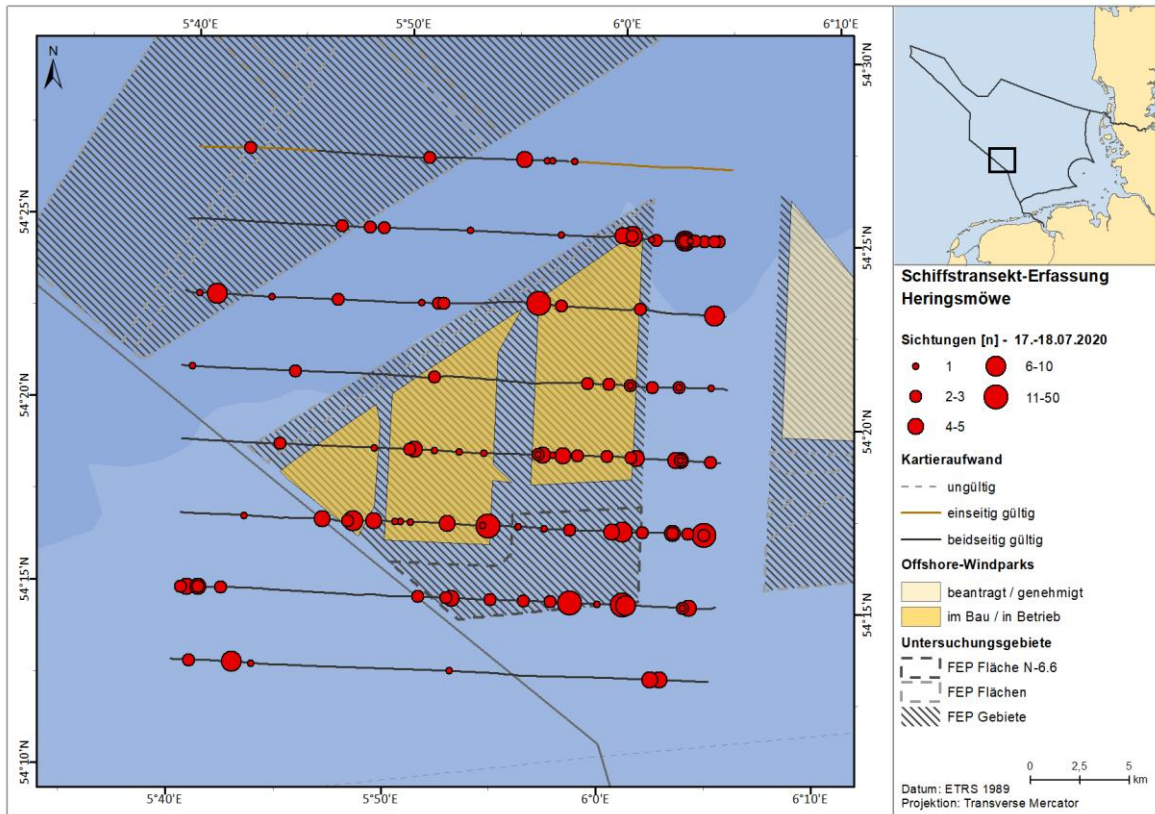 5°40'E 5°50'E 6°0'E 6°10'E
N
54°30'N
54°25'N
54°25'N
54°20'N
54°20'N
54°15'N
54°15'N
54°10'N
5°40'E 5°50'E 6°0'E 6°10'E
Schiffstransekt-Erfassung
Heringsmöwe
Sichtungen [n] - 17.-18.07.2020
1 6-10
2-3 11-50
4-5
Kartieraufwand
ungültig
einseitig gültig
beidseitig gültig
Offshore-Windparks
beantragt / genehmigt
im Bau / in Betrieb
Untersuchungsgebiete
FEP Fläche N-6.6
FEP Flächen
FEP Gebiete
0 2,5 5
km
Datum: ETRS 1989
Projektion: Transverse Mercator